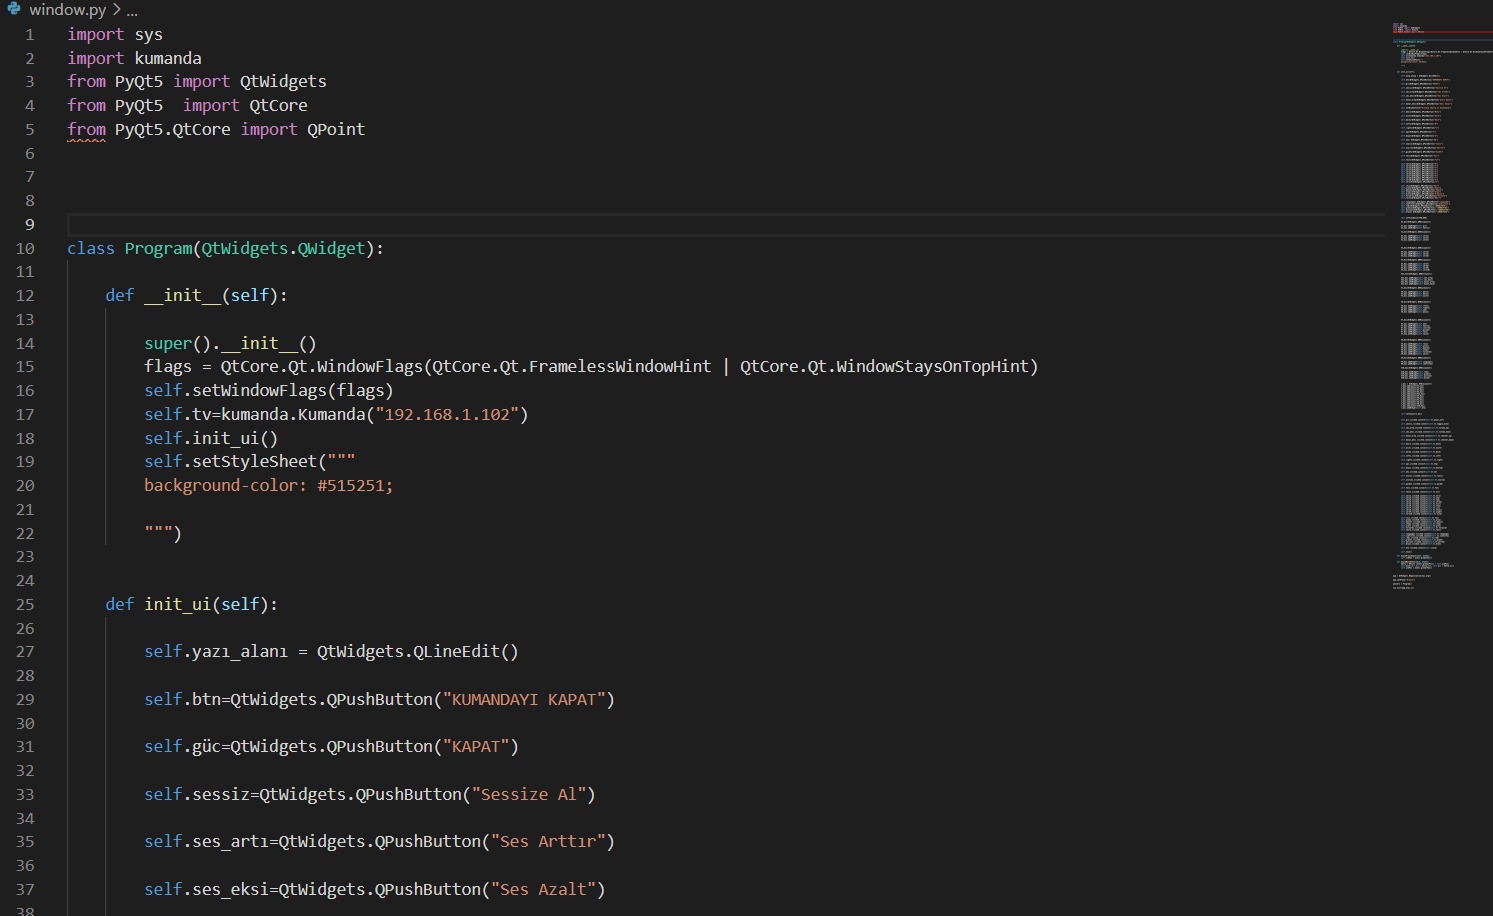 window.py > ...
1 import sys
2 import kumanda
3 from PyQt5 import QtWidgets
4 from PyQt5  import QtCore
5 from PyQt5.QtCore import QPoint
6
7
8
9
10 class Program(QtWidgets.QWidget):
11
12 def __init__(self):
13
14 super().__init__()
15 flags = QtCore.Qt.WindowFlags(QtCore.Qt.FramelessWindowHint | QtCore.Qt.WindowStaysOnTopHint)
16 self.setWindowFlags(flags)
17 self.tv=kumanda.Kumanda("192.168.1.102")
18 self.init_ui()
19 self.setStyleSheet("""
20 background-color: #515251;
21
22 """)
23
24
25 def init_ui(self):
26
27 self.yazı_alanı = QtWidgets.QLineEdit()
28
29 self.btn=QtWidgets.QPushButton("KUMANDAYI KAPAT")
30
31 self.güc=QtWidgets.QPushButton("KAPAT")
32
33 self.sessiz=QtWidgets.QPushButton("Sessize Al")
34
35 self.ses_artı=QtWidgets.QPushButton("Ses Arttır")
36
37 self.ses_eksi=QtWidgets.QPushButton("Ses Azalt")
38